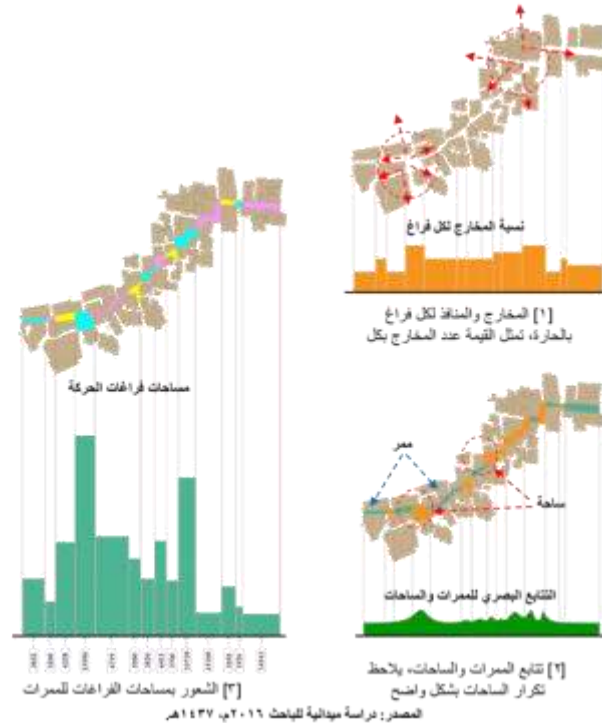 نسبة المخارج لكل فراغ
[١] المخارج والمنافذ لكل فراغ
بالحارة، تمثل القيمة عدد المخارج بكل
مساحات فراغات الحركة
ممر
ساحة
التتابع البصري للممرات والساحات
[٢] تتابع الممرات والساحات، يلاحظ
تكرار الساحات بشكل واضح
[٣] الشعور بمساحات الفراغات للممرات
المصدر: دراسة ميدانية للباحث ٢٠١٦م، ١٤٣٧هـ